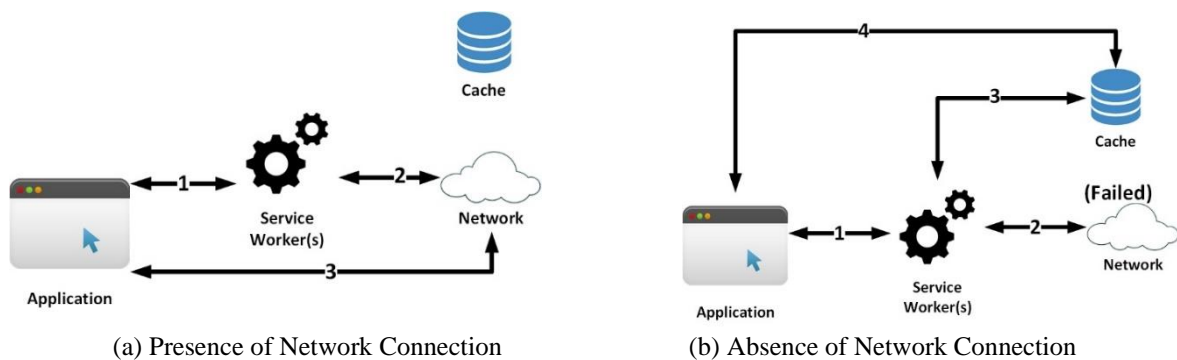 Cache
1
2
Service
Worker(s)
Network
3
Application
(a) Presence of Network Connection
4
3
Cache
(Failed)
1
2
Application
Service
Worker(s)
Network
(b) Absence of Network Connection